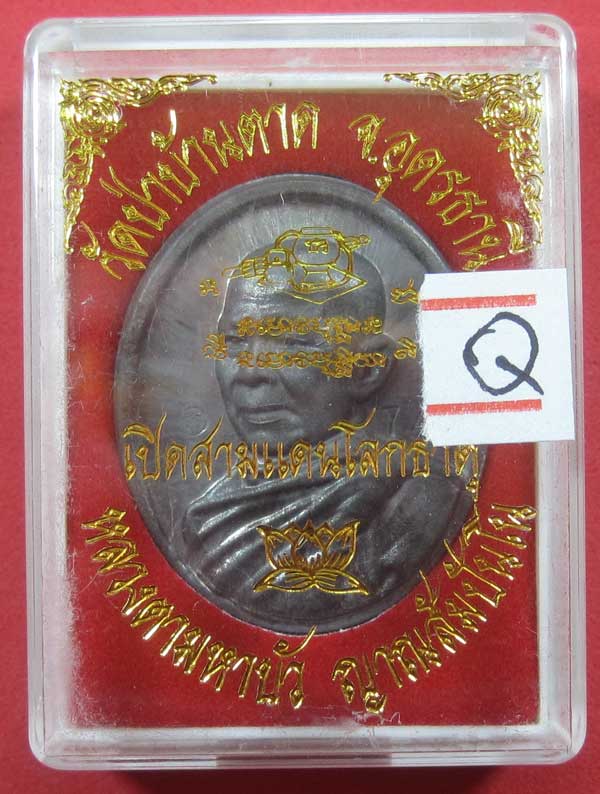 วัดป่าบ้านตาด จ.อุดรธานี
Q
เปิดสามแดนโลกธาตุ
หลวงตามหาบัว ญาณสัมปันโน